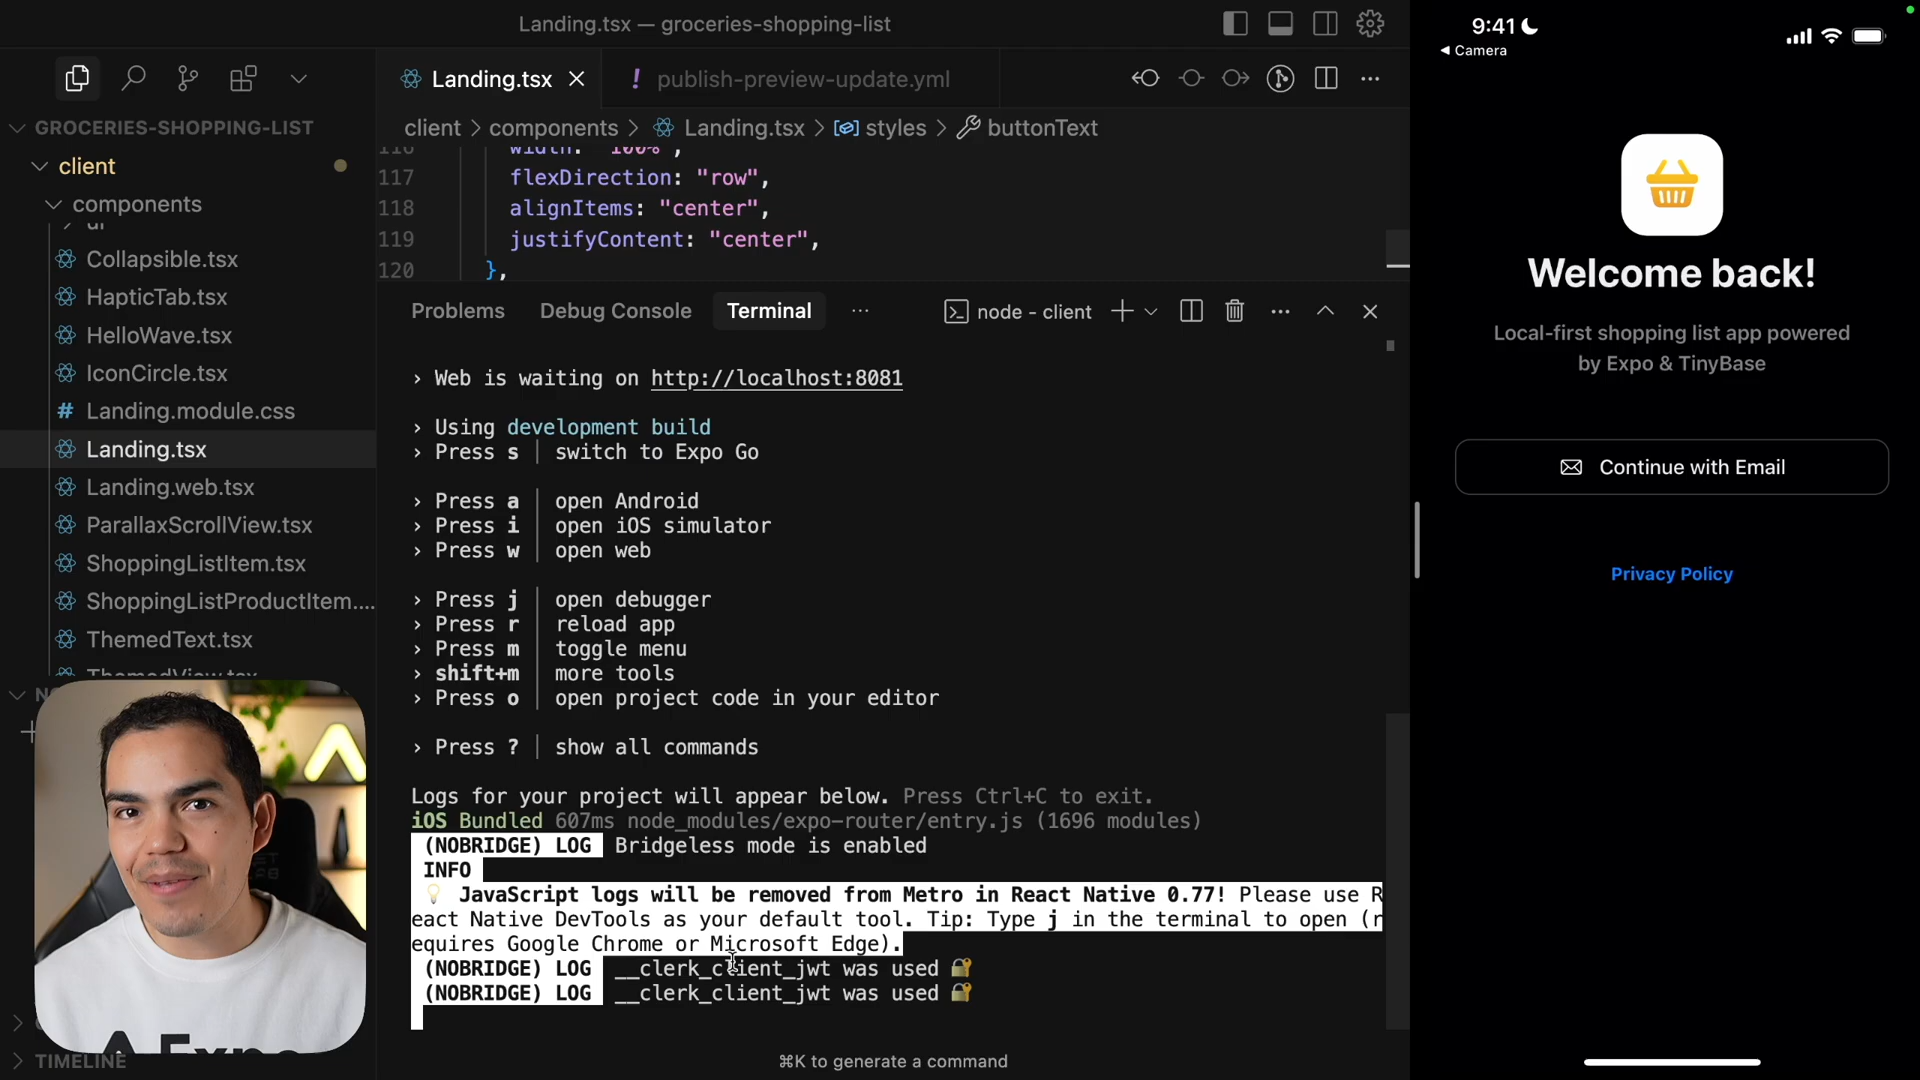 Landing.tsx — groceries-shopping-list
Landing.tsx
! publish-preview-update.yml
GROCERIES-SHOPPING-LIST
client
components
ui
Collapsible.tsx
HapticTab.tsx
HelloWave.tsx
IconCircle.tsx
# Landing.module.css
Landing.tsx
Landing.web.tsx
ParallaxScrollView.tsx
ShoppingListItem.tsx
ShoppingListProductItem....
ThemedText.tsx
ThemedView.tsx
TIMELINE
client > components > Landing.tsx > styles > buttonText
116 width: "100%",
117 flexDirection: "row",
118 alignItems: "center",
119 justifyContent: "center",
120 },
Problems Debug Console Terminal ... node - client
› Web is waiting on http://localhost:8081
› Using development build
› Press s │ switch to Expo Go
› Press a │ open Android
› Press i │ open iOS simulator
› Press w │ open web
› Press j │ open debugger
› Press r │ reload app
› Press m │ toggle menu
› shift+m │ more tools
› Press o │ open project code in your editor
› Press ? │ show all commands
Logs for your project will appear below. Press Ctrl+C to exit.
iOS Bundled 607ms node_modules/expo-router/entry.js (1696 modules)
(NOBRIDGE) LOG Bridgeless mode is enabled
INFO
💡 JavaScript logs will be removed from Metro in React Native 0.77! Please use R
eact Native DevTools as your default tool. Tip: Type j in the terminal to open (r
equires Google Chrome or Microsoft Edge).
(NOBRIDGE) LOG __clerk_client_jwt was used 🔐
(NOBRIDGE) LOG __clerk_client_jwt was used 🔐
⌘K to generate a command
Expo
9:41
◀ Camera
Welcome back!
Local-first shopping list app powered
by Expo & TinyBase
Continue with Email
Privacy Policy